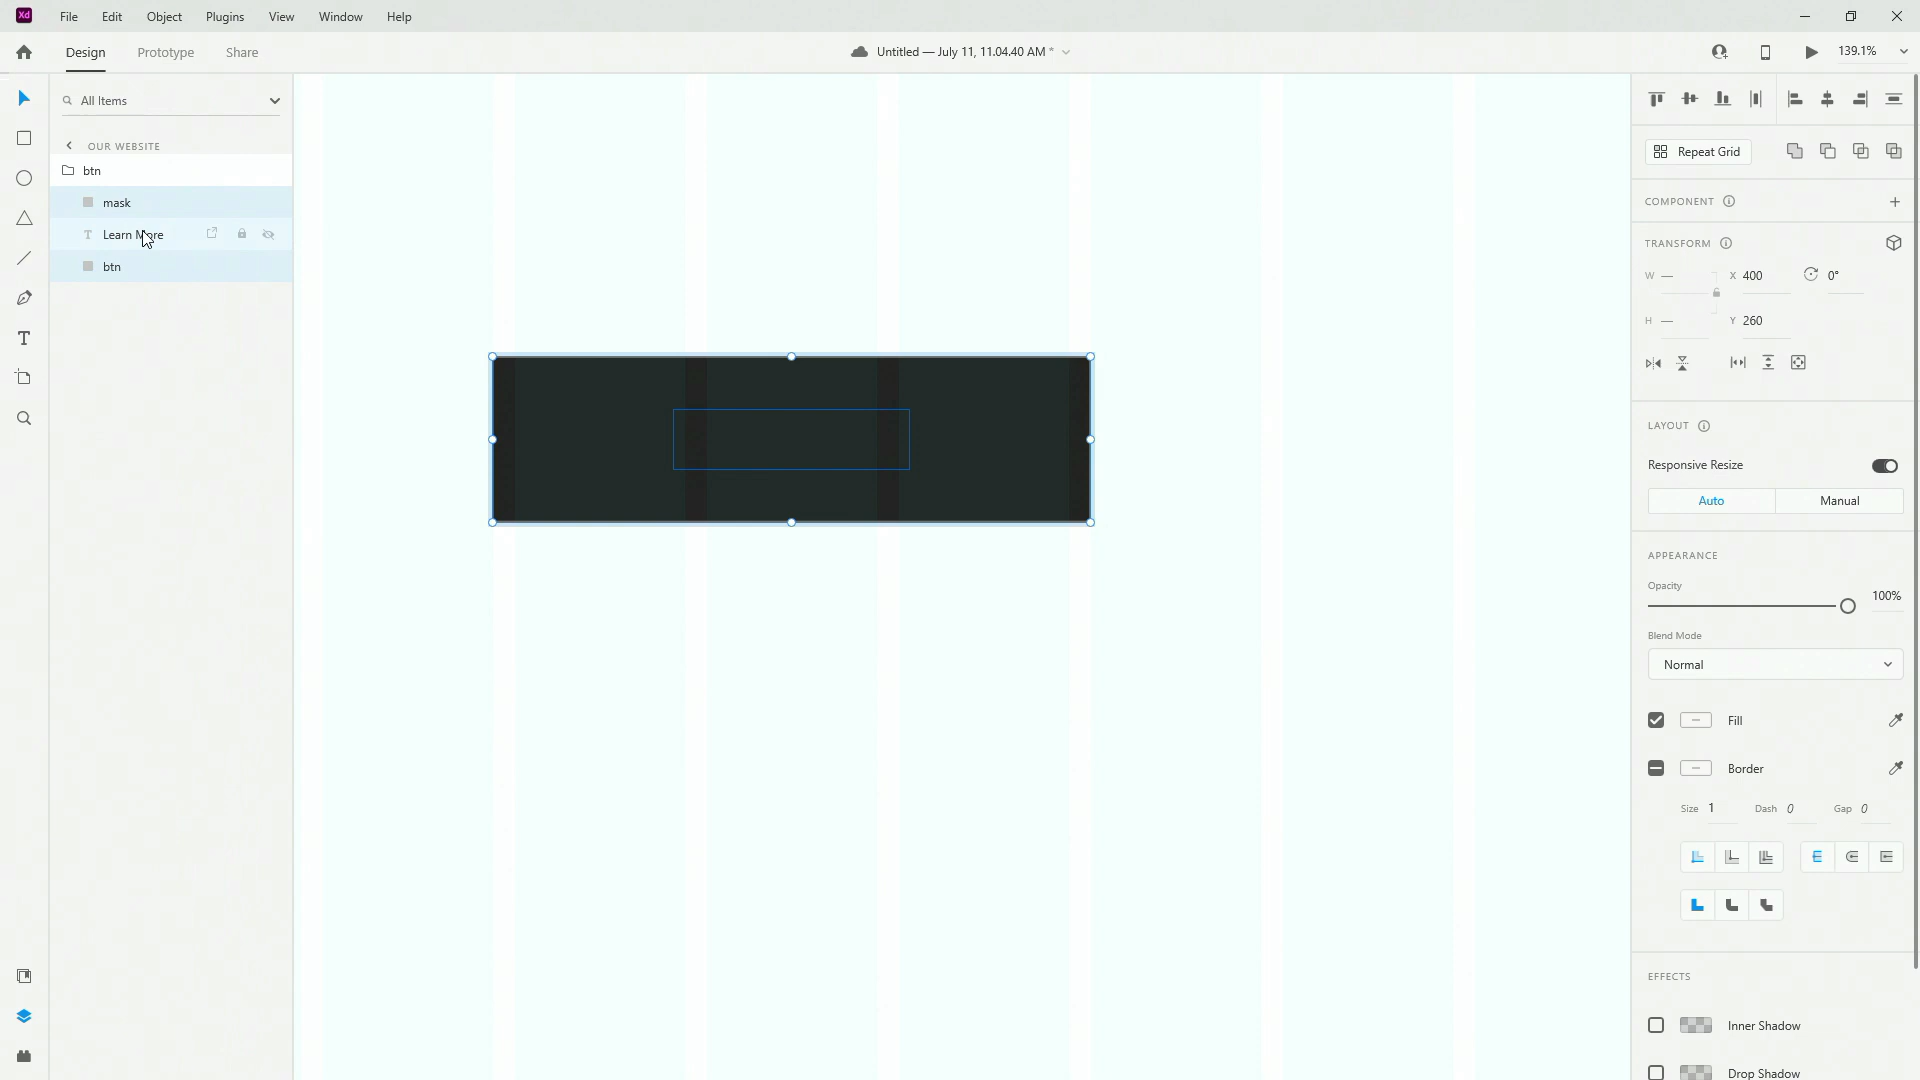 Xd File Edit Object Plugins View Window Help
Design Prototype Share Untitled — July 11, 11.04.40 AM * 139.1%
All Items
OUR WEBSITE
btn
mask
Learn More
btn
Repeat Grid
COMPONENT
TRANSFORM
W — X 400 0°
H — Y 260
LAYOUT
Responsive Resize
Auto Manual
APPEARANCE
Opacity
100%
Blend Mode
Normal
Fill
Border
Size 1 Dash 0 Gap 0
EFFECTS
Inner Shadow
Drop Shadow